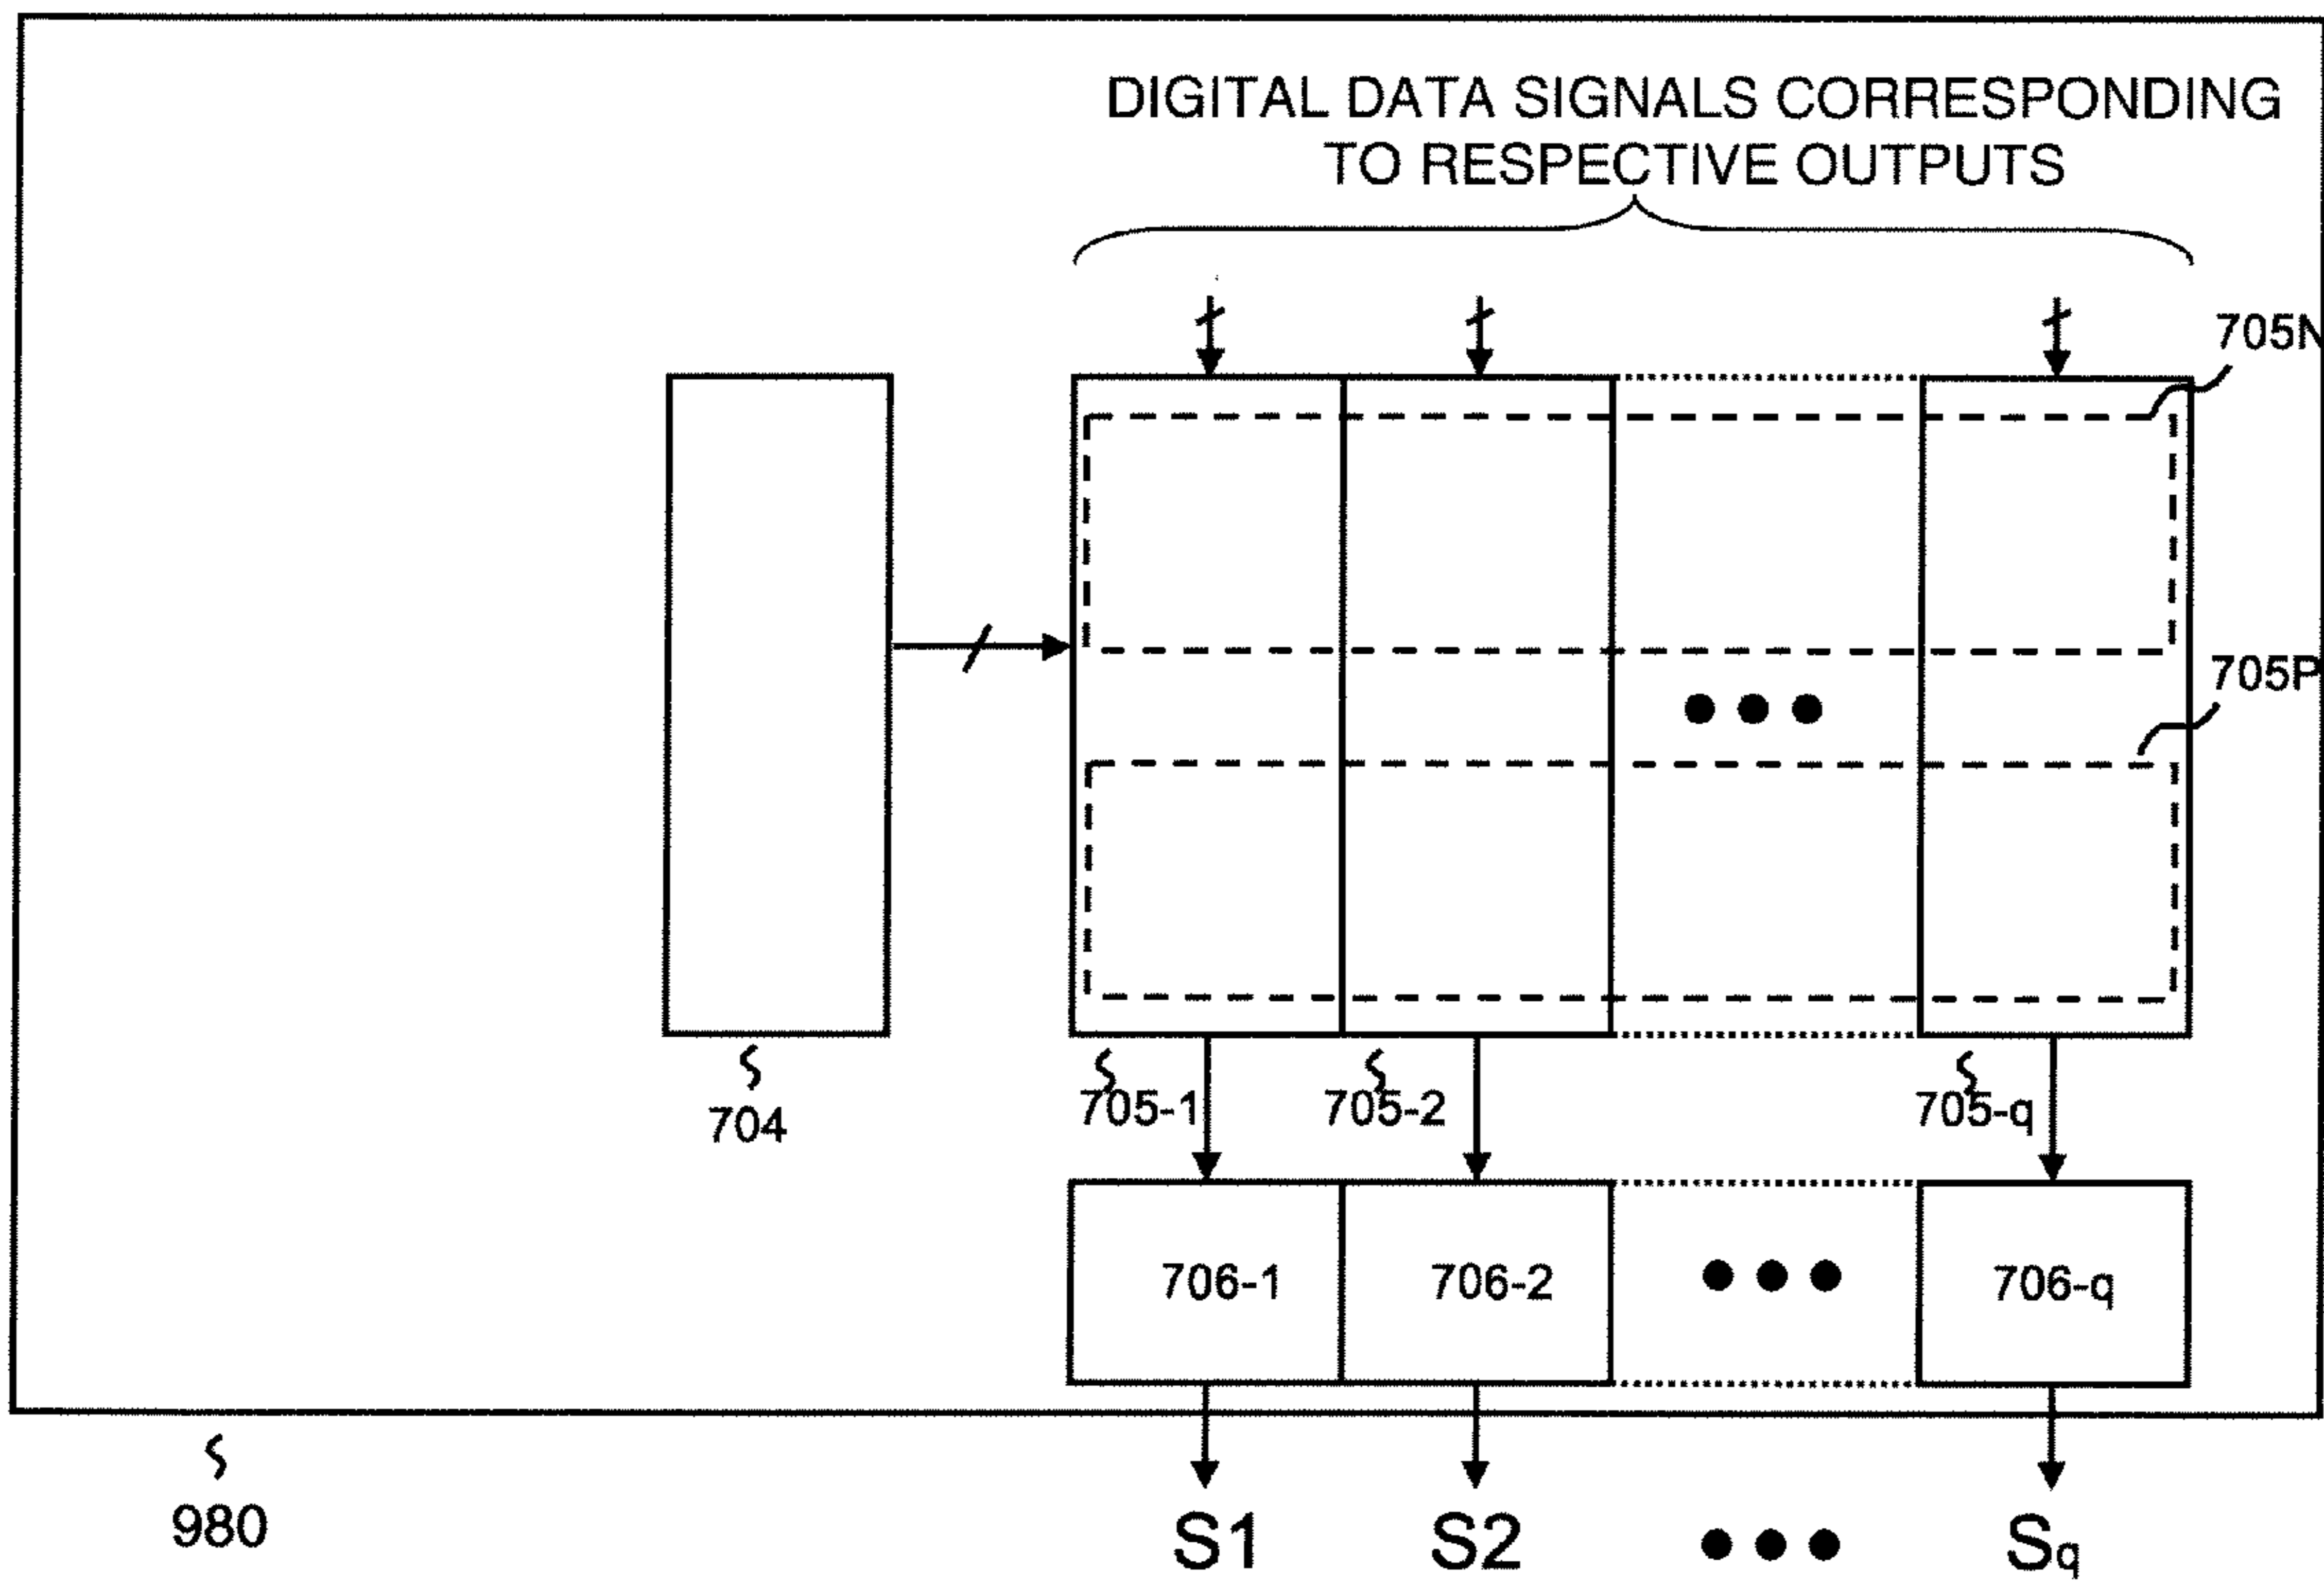 DIGITAL DATA SIGNALS CORRESPONDING
TO RESPECTIVE OUTPUTS
705N
705P
704
705-1
705-2
705-q
706-1
706-2
706-q
980
S1
S2
Sq